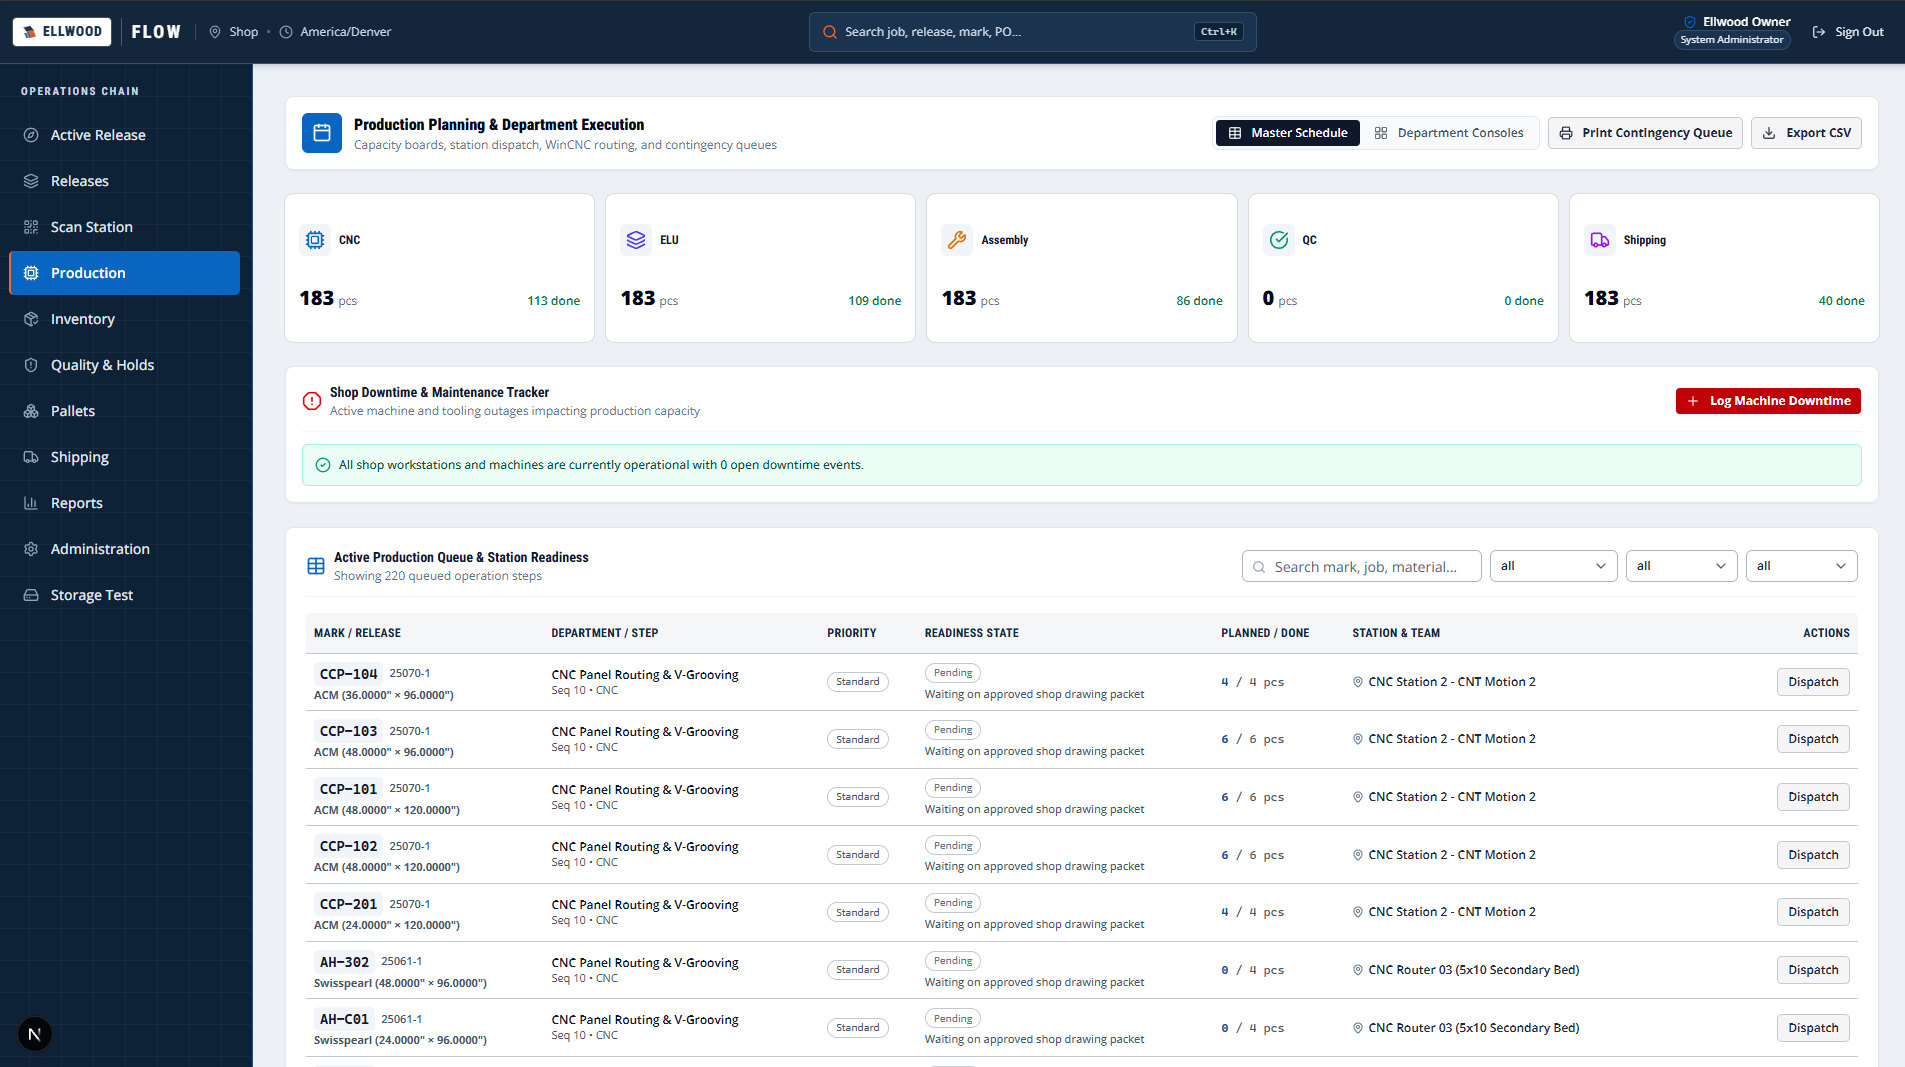 ELLWOOD
FLOW
Shop • America/Denver
Search job, release, mark, PO...
Ctrl+K
Ellwood Owner
System Administrator
Sign Out
OPERATIONS CHAIN
Active Release
Releases
Scan Station
Production
Inventory
Quality & Holds
Pallets
Shipping
Reports
Administration
Storage Test
N
Production Planning & Department Execution
Capacity boards, station dispatch, WinCNC routing, and contingency queues
Master Schedule
Department Consoles
Print Contingency Queue
Export CSV
CNC
183 pcs
113 done
ELU
183 pcs
109 done
Assembly
183 pcs
86 done
QC
0 pcs
0 done
Shipping
183 pcs
40 done
Shop Downtime & Maintenance Tracker
Active machine and tooling outages impacting production capacity
+ Log Machine Downtime
All shop workstations and machines are currently operational with 0 open downtime events.
Active Production Queue & Station Readiness
Showing 220 queued operation steps
Search mark, job, material...
all
all
all
MARK / RELEASE DEPARTMENT / STEP PRIORITY READINESS STATE PLANNED / DONE STATION & TEAM ACTIONS
CCP-104 25070-1
ACM (36.0000" × 96.0000")
CNC Panel Routing & V-Grooving
Seq 10 • CNC
Standard
Pending
Waiting on approved shop drawing packet
4 / 4 pcs
CNC Station 2 - CNT Motion 2
Dispatch
CCP-103 25070-1
ACM (48.0000" × 96.0000")
CNC Panel Routing & V-Grooving
Seq 10 • CNC
Standard
Pending
Waiting on approved shop drawing packet
6 / 6 pcs
CNC Station 2 - CNT Motion 2
Dispatch
CCP-101 25070-1
ACM (48.0000" × 120.0000")
CNC Panel Routing & V-Grooving
Seq 10 • CNC
Standard
Pending
Waiting on approved shop drawing packet
6 / 6 pcs
CNC Station 2 - CNT Motion 2
Dispatch
CCP-102 25070-1
ACM (48.0000" × 120.0000")
CNC Panel Routing & V-Grooving
Seq 10 • CNC
Standard
Pending
Waiting on approved shop drawing packet
6 / 6 pcs
CNC Station 2 - CNT Motion 2
Dispatch
CCP-201 25070-1
ACM (24.0000" × 120.0000")
CNC Panel Routing & V-Grooving
Seq 10 • CNC
Standard
Pending
Waiting on approved shop drawing packet
4 / 4 pcs
CNC Station 2 - CNT Motion 2
Dispatch
AH-302 25061-1
Swisspearl (48.0000" × 96.0000")
CNC Panel Routing & V-Grooving
Seq 10 • CNC
Standard
Pending
Waiting on approved shop drawing packet
0 / 4 pcs
CNC Router 03 (5x10 Secondary Bed)
Dispatch
AH-C01 25061-1
Swisspearl (24.0000" × 96.0000")
CNC Panel Routing & V-Grooving
Seq 10 • CNC
Standard
Pending
Waiting on approved shop drawing packet
0 / 4 pcs
CNC Router 03 (5x10 Secondary Bed)
Dispatch